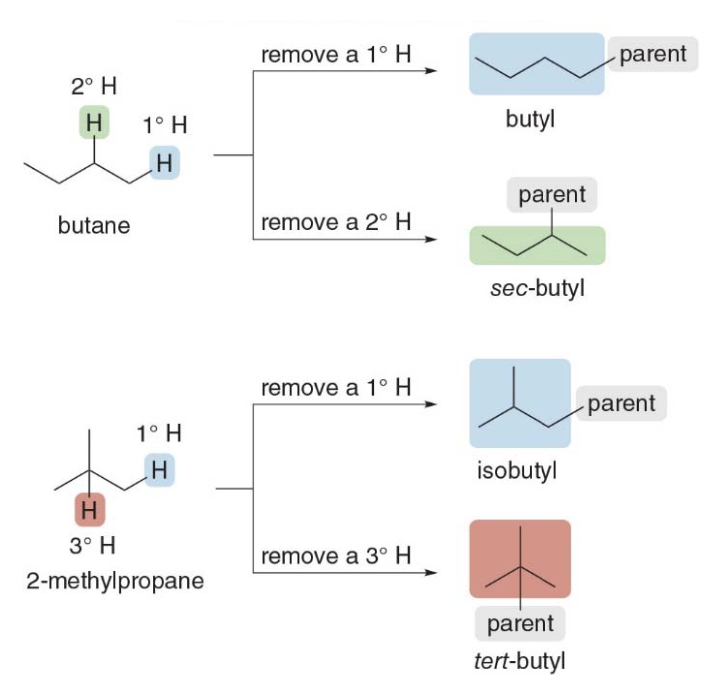 remove a 1° H
parent
butyl
2° H
H
1° H
H
butane
remove a 2° H
parent
sec-butyl
remove a 1° H
parent
isobutyl
1° H
H
H
3° H
2-methylpropane
remove a 3° H
parent
tert-butyl